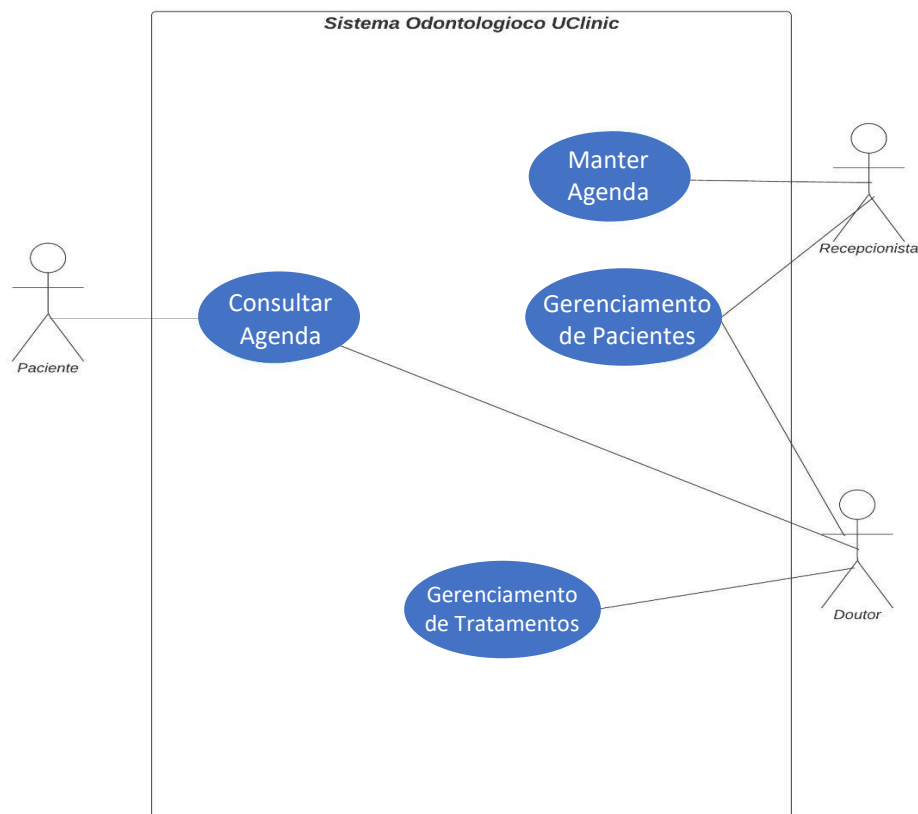 Sistema Odontologioco UClinic
Manter
Agenda
Recepcionista
Consultar
Agenda
Gerenciamento
de Pacientes
Paciente
Gerenciamento
de Tratamentos
Doutor